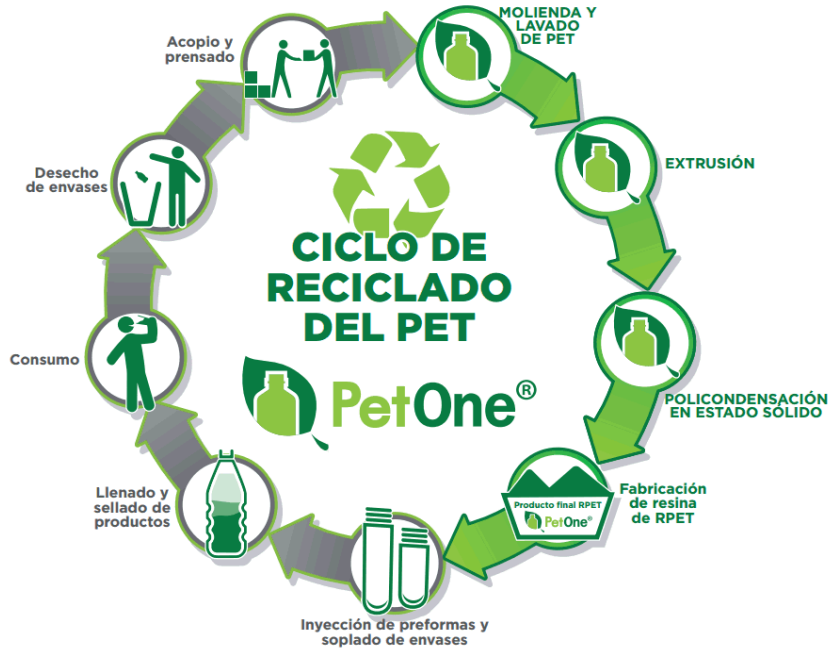 MOLIENDA Y
LAVADO
DE PET
Acopio y
prensado
EXTRUSIÓN
Desecho
de envases
CICLO DE
RECICLADO
DEL PET
Consumo
PetOne®
POLICONDENSACIÓN
EN ESTADO SÓLIDO
Llenado y
sellado de
productos
Producto final RPET
PetOne®
Fabricación
de resina
de RPET
Inyección de preformas y
soplado de envases